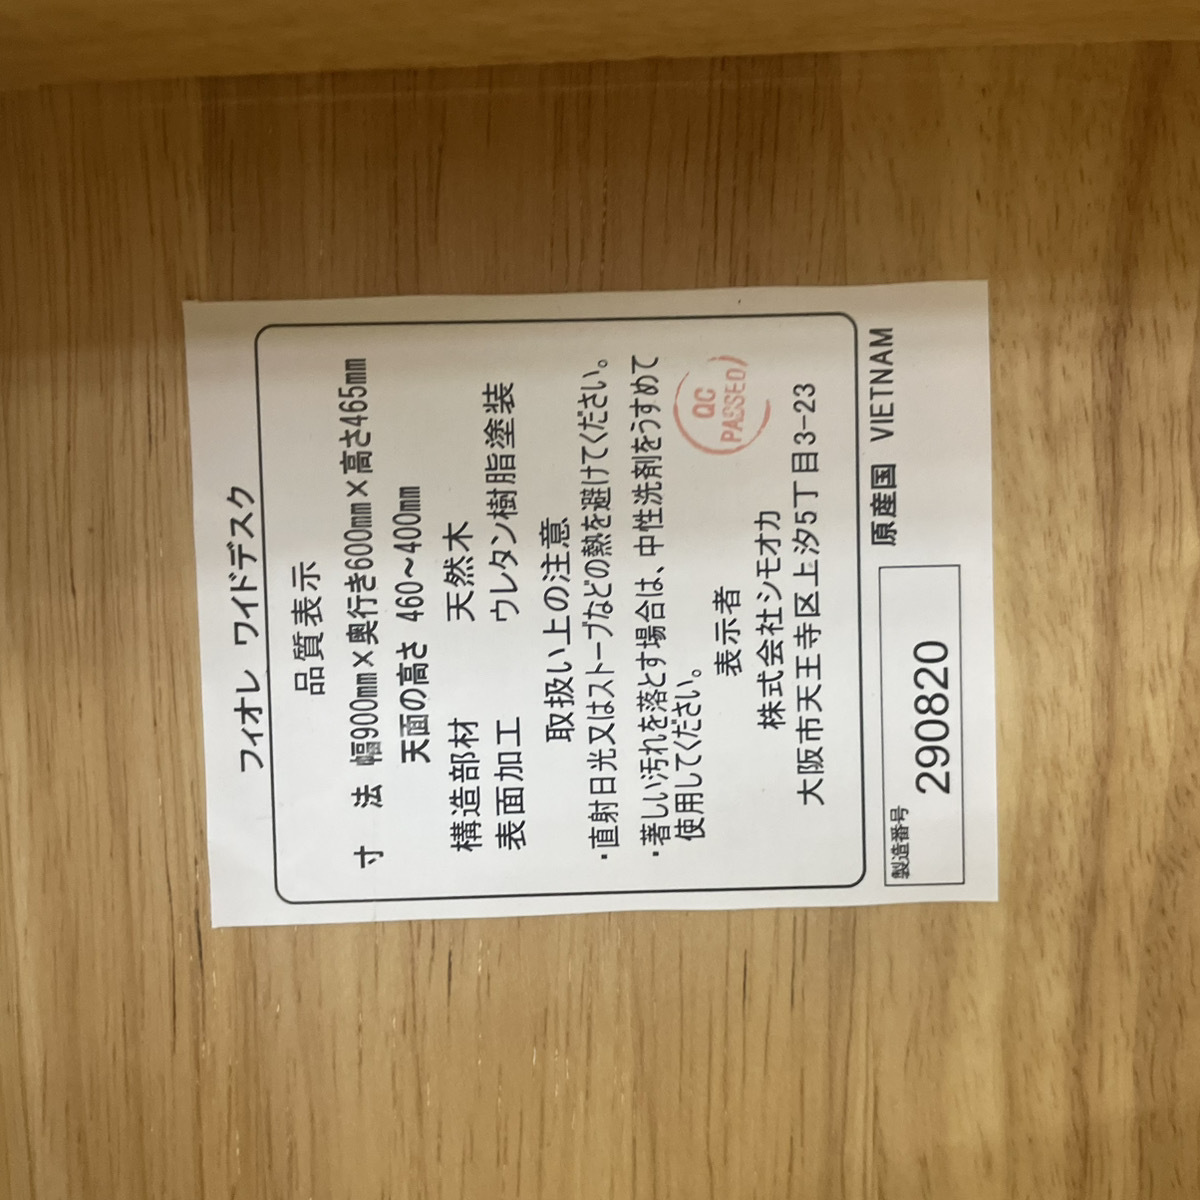 フィオレ ワイドデスク
品質表示
寸 法 幅900mm×奥行き600mm×高さ465mm
天面の高さ 460～400mm
構造部材 天然木
表面加工 ウレタン樹脂塗装
取扱い上の注意
・直射日光又はストーブなどの熱を避けてください。
・著しい汚れを落とす場合は、中性洗剤をうすめて
使用してください。
QC
PASSED
表示者
株式会社シモオカ
大阪市天王寺区上汐5丁目3-23
製造番号
290820
原産国 VIETNAM